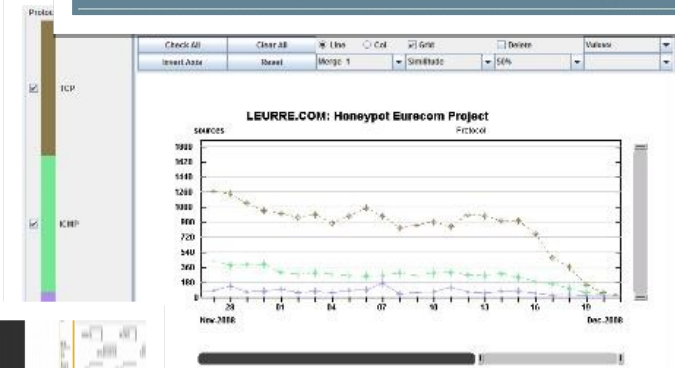 Protoc
Check All Clear All Line Col Grid Delete Values
Invert Axis Reset Merge 1 Similitude 50%
TCP
ICMP
LEURRE.COM: Honeypot Eurecom Project
sources Protocol
1800
1620
1440
1260
1080
900
720
540
360
180
0
28 01 04 07 10 13 16 19
Nov.2008 Dec.2008